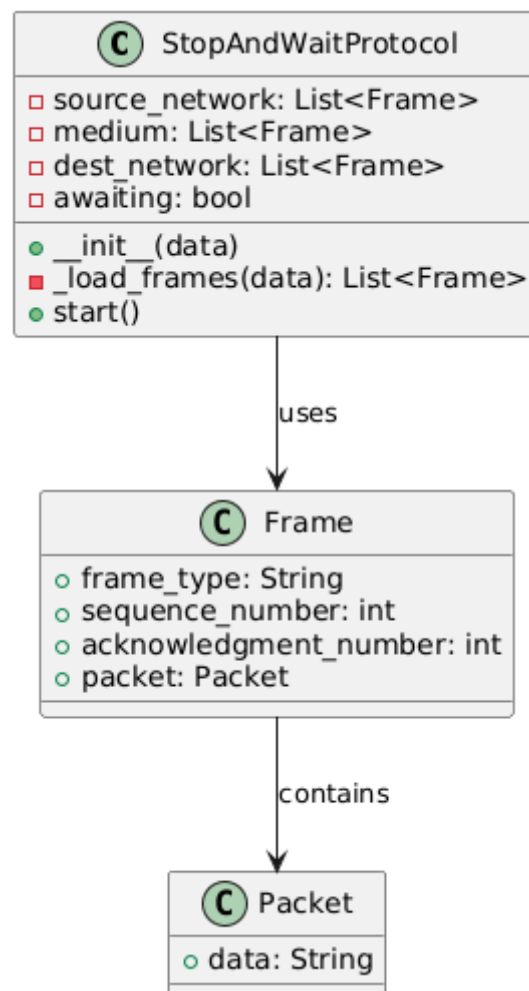 C StopAndWaitProtocol
source_network: List<Frame>
medium: List<Frame>
dest_network: List<Frame>
awaiting: bool
__init__(data)
_load_frames(data): List<Frame>
start()
uses
C Frame
frame_type: String
sequence_number: int
acknowledgment_number: int
packet: Packet
contains
C Packet
data: String